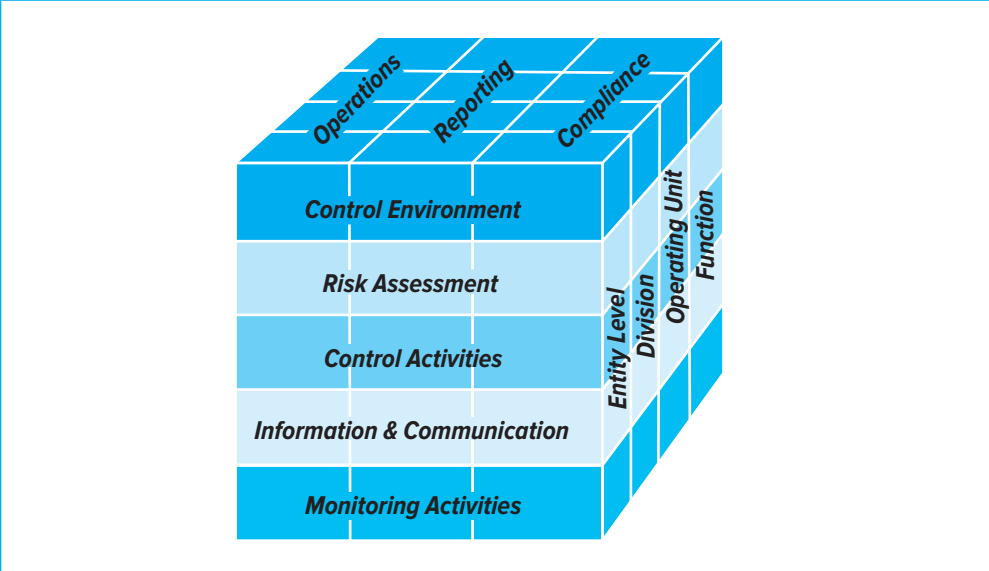 Operations
Reporting
Compliance
Control Environment
Risk Assessment
Control Activities
Information & Communication
Monitoring Activities
Entity Level
Division
Operating Unit
Function